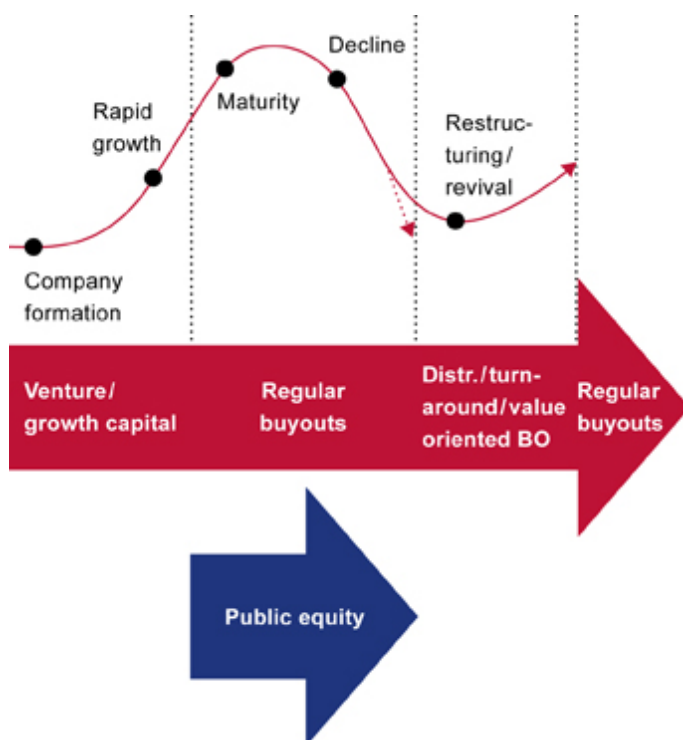 Decline
Maturity
Rapid
growth
Restruc-
turing/
revival
Company
formation
Venture/
growth capital
Regular
buyouts
Distr./turn-
around/value
oriented BO
Regular
buyouts
Public equity